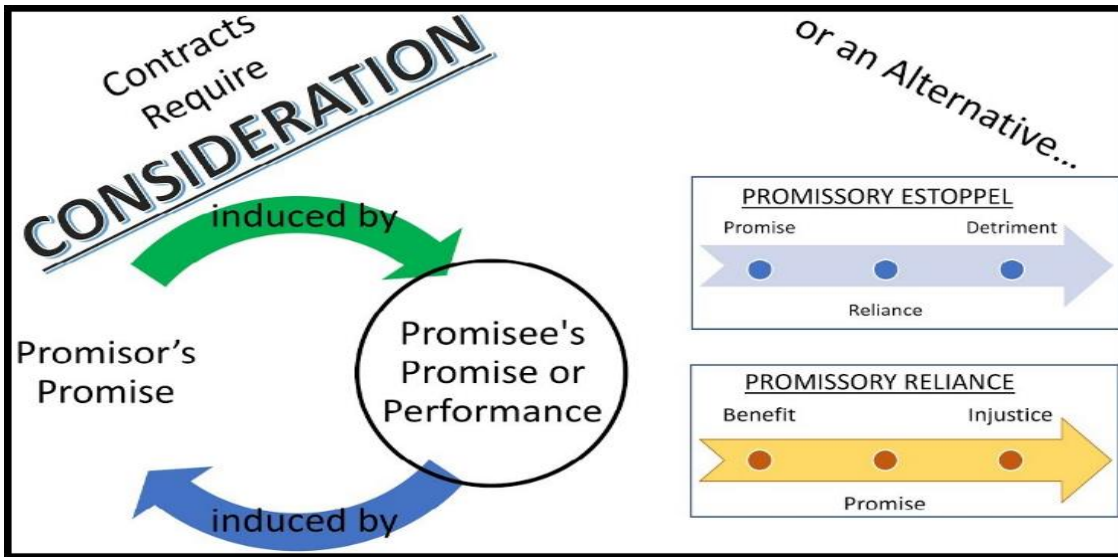 Contracts
Require
CONSIDERATION
induced by
Promisor's
Promise
Promisee's
Promise or
Performance
induced by
or an Alternative...
PROMISSORY ESTOPPEL
Promise
Detriment
Reliance
PROMISSORY RELIANCE
Benefit
Injustice
Promise